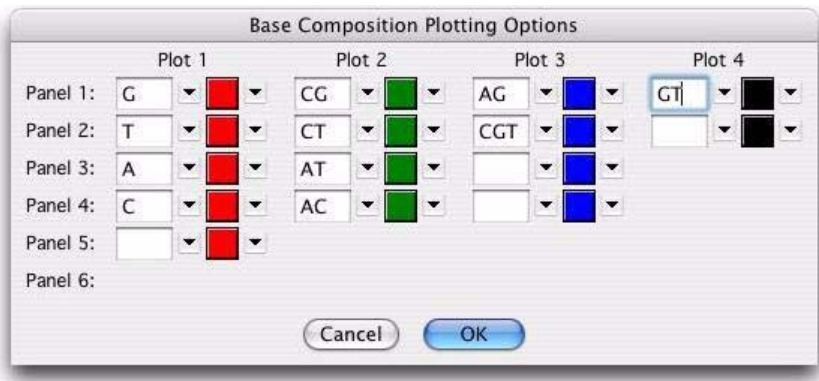 Base Composition Plotting Options
Plot 1 Plot 2 Plot 3 Plot 4
Panel 1: G CG AG GT
Panel 2: T CT CGT
Panel 3: A AT
Panel 4: C AC
Panel 5:
Panel 6:
Cancel OK